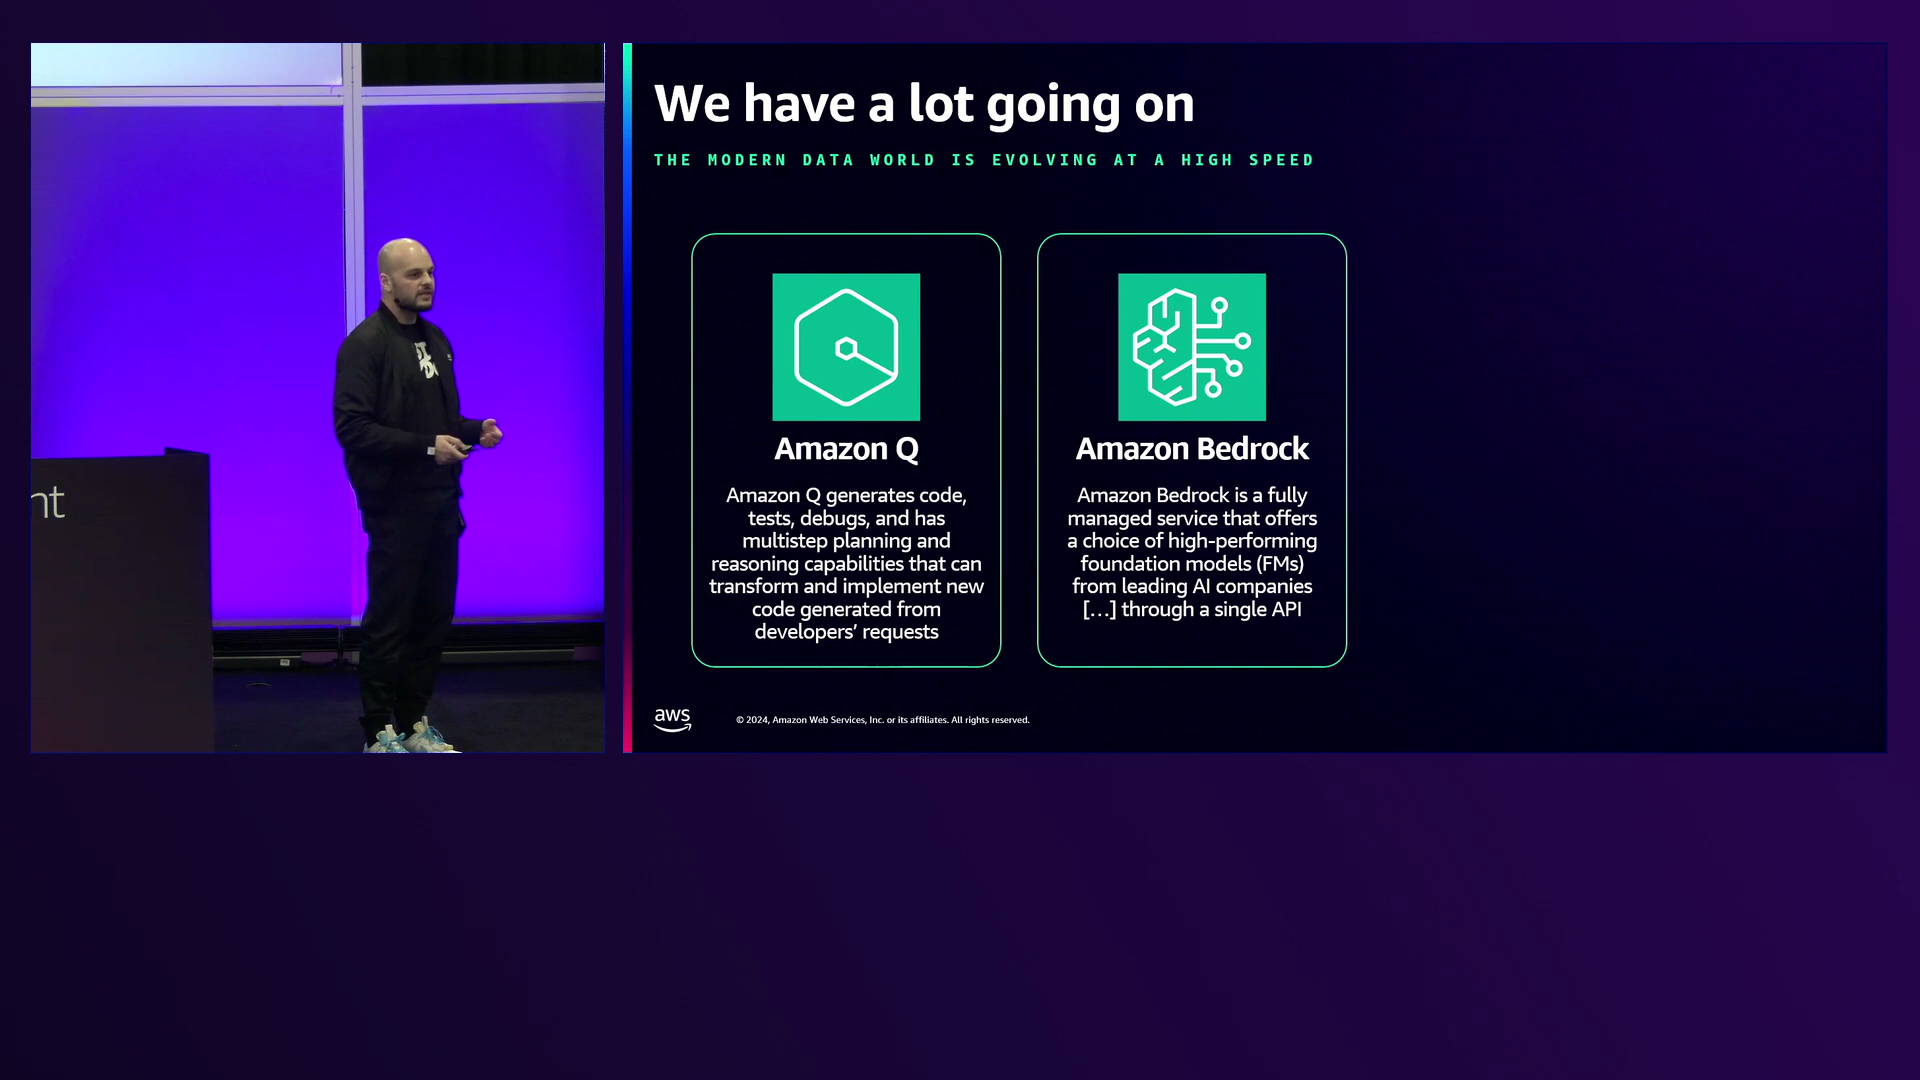 nt
We have a lot going on
THE MODERN DATA WORLD IS EVOLVING AT A HIGH SPEED
Amazon Q
Amazon Q generates code,
tests, debugs, and has
multistep planning and
reasoning capabilities that can
transform and implement new
code generated from
developers’ requests
Amazon Bedrock
Amazon Bedrock is a fully
managed service that offers
a choice of high-performing
foundation models (FMs)
from leading AI companies
[...] through a single API
aws
© 2024, Amazon Web Services, Inc. or its affiliates. All rights reserved.